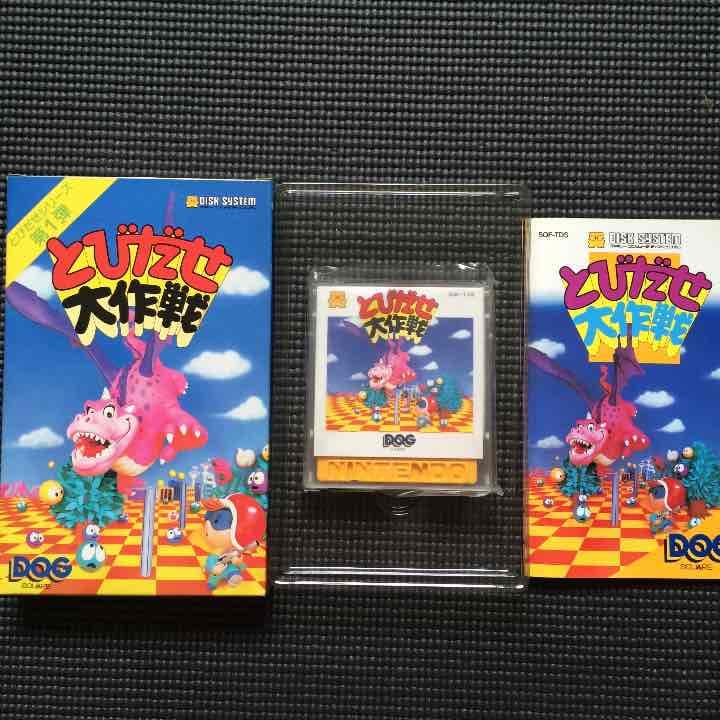 とびだせシリーズ
第1弾
DISK SYSTEM
とびだせ
大作戦
DOG
SQUARE
とびだせ
大作戦
DOG
SQUARE
NINTENDO
SQF-TDS
DISK SYSTEM
とびだせ
大作戦
DOG
SQUARE